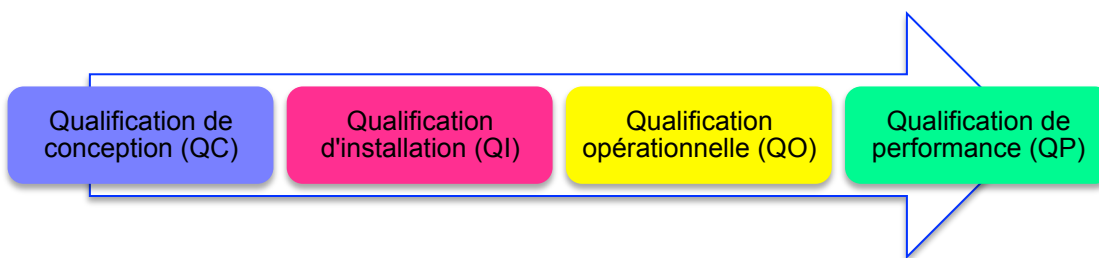 Qualification de
conception (QC)
Qualification
d'installation (QI)
Qualification
opérationnelle (QO)
Qualification de
performance (QP)